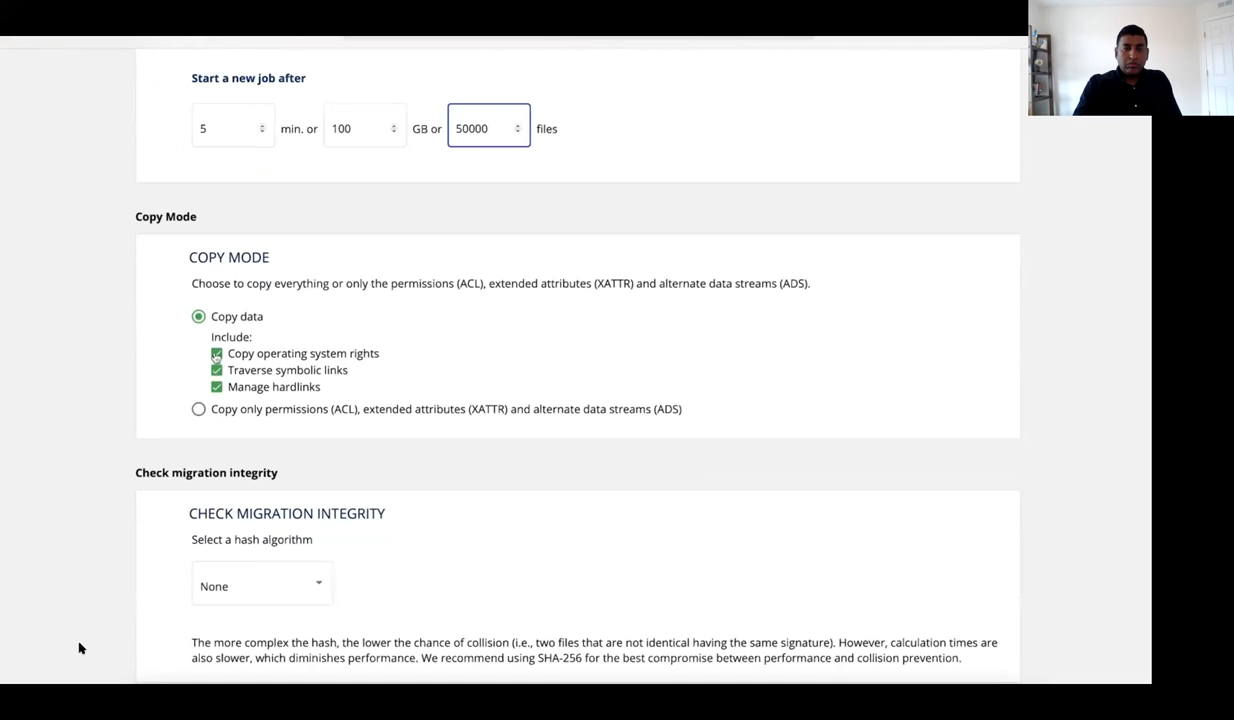 Start a new job after
5 min. or 100 GB or 50000 files
Copy Mode
COPY MODE
Choose to copy everything or only the permissions (ACL), extended attributes (XATTR) and alternate data streams (ADS).
Copy data
Include:
Copy operating system rights
Traverse symbolic links
Manage hardlinks
Copy only permissions (ACL), extended attributes (XATTR) and alternate data streams (ADS)
Check migration integrity
CHECK MIGRATION INTEGRITY
Select a hash algorithm
None
The more complex the hash, the lower the chance of collision (i.e., two files that are not identical having the same signature). However, calculation times are
also slower, which diminishes performance. We recommend using SHA-256 for the best compromise between performance and collision prevention.